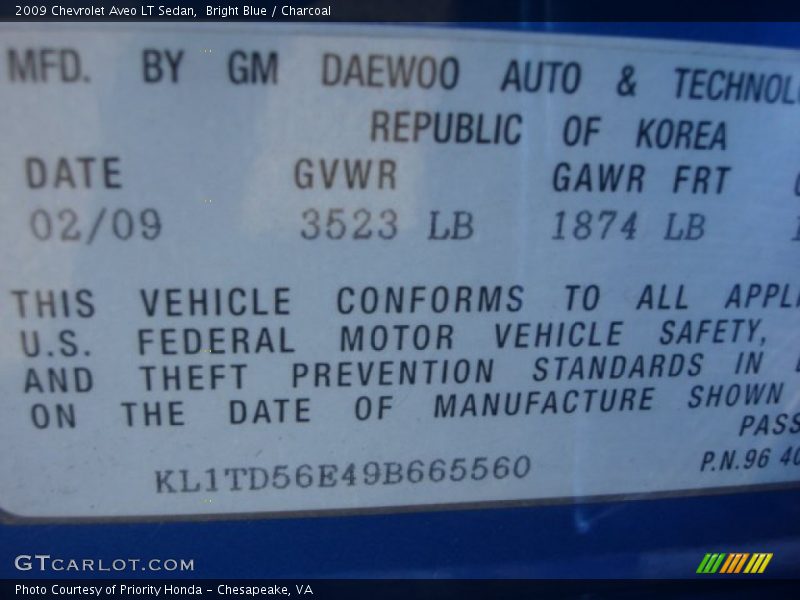 2009 Chevrolet Aveo LT Sedan,  Bright Blue / Charcoal
MFD. BY GM DAEWOO AUTO &
REPUBLIC OF KOREA
DATE GVWR GAWR FRT
02/09 3523 LB 1874 LB
THIS VEHICLE CONFORMS TO ALL
U.S. FEDERAL MOTOR VEHICLE SAFETY,
AND THEFT PREVENTION STANDARDS IN
ON THE DATE OF MANUFACTURE SHOWN
PASS
KL1TD56E49B665560 P.N.96 40
GTCARLOT.COM
Photo Courtesy of Priority Honda - Chesapeake, VA